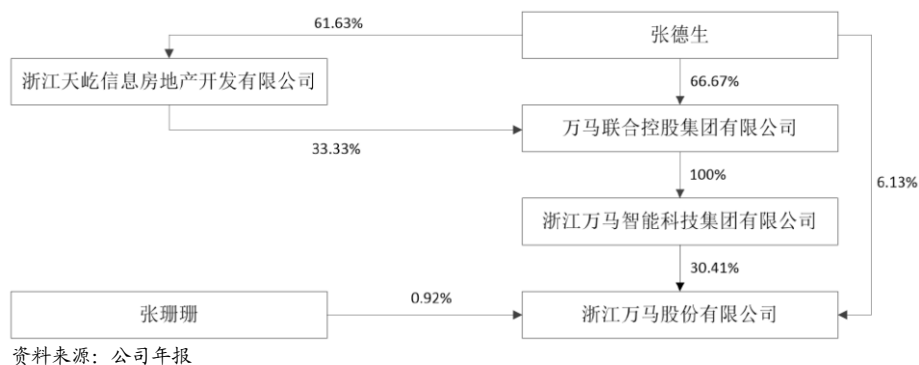 61.63%
张德生
浙江天屹信息房地产开发有限公司
66.67%
万马联合控股集团有限公司
33.33%
100%
6.13%
浙江万马智能科技集团有限公司
30.41%
张珊珊
0.92%
浙江万马股份有限公司
资料来源：公司年报